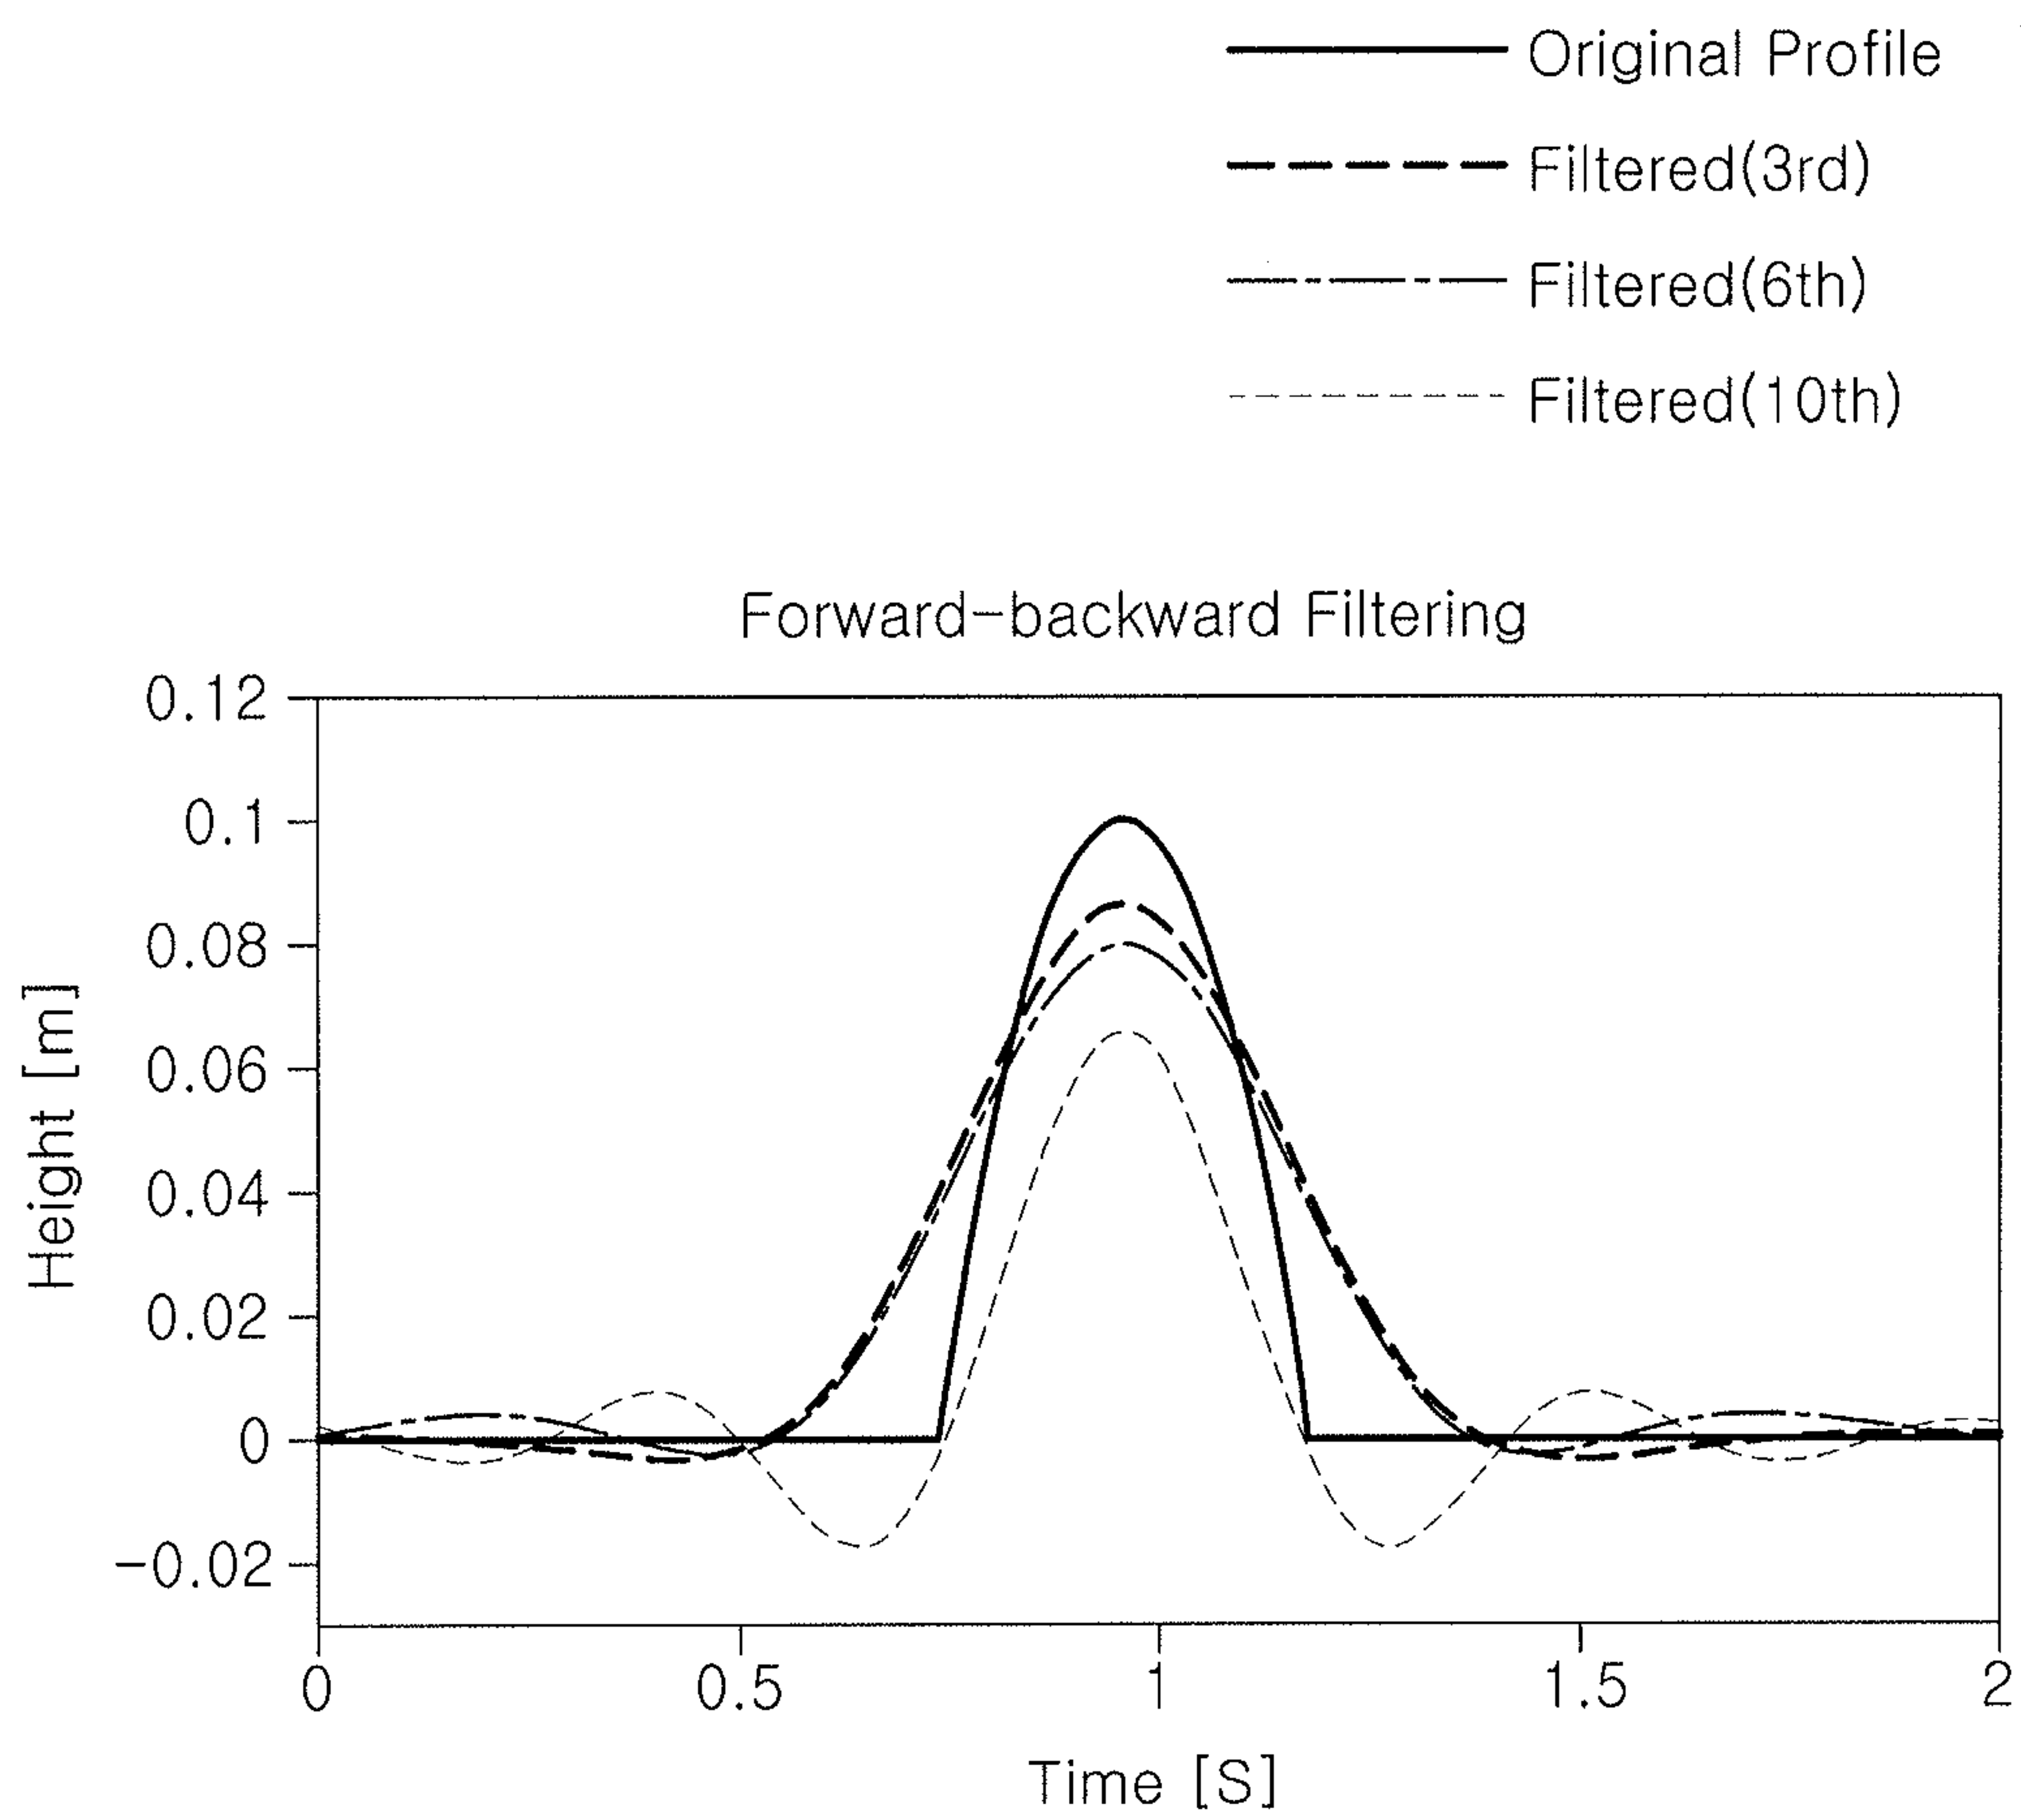 Original Profile
Filtered(3rd)
Filtered(6th)
Filtered(10th)
Forward-backward Filtering
0.12
0.1
0.08
0.06
0.04
0.02
0
-0.02
Height [m]
0 0.5 1 1.5 2
Time [S]